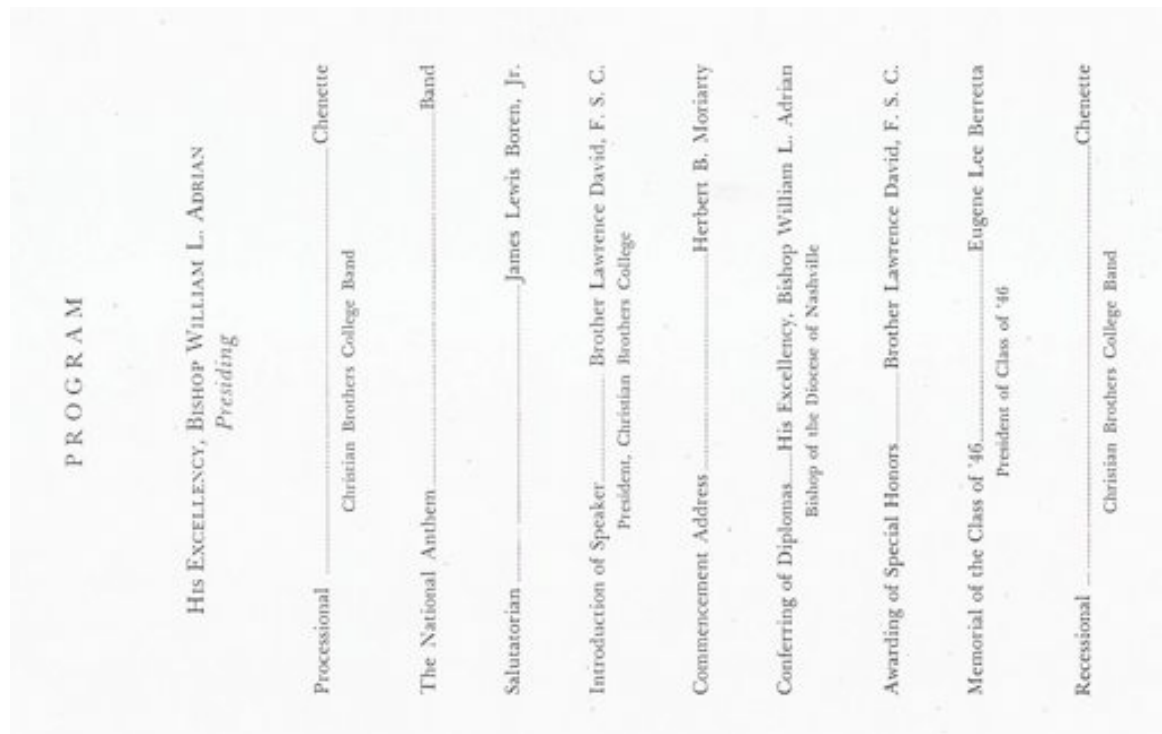 PROGRAM
HIS EXCELLENCY, BISHOP WILLIAM L. ADRIAN
Presiding
Processional Chenette
Christian Brothers College Band
The National Anthem Band
Salutatorian James Lewis Boren, Jr.
Introduction of Speaker Brother Lawrence David, F. S. C.
President, Christian Brothers College
Commencement Address Herbert B. Moriarty
Conferring of Diplomas His Excellency, Bishop William L. Adrian
Bishop of the Diocese of Nashville
Awarding of Special Honors Brother Lawrence David, F. S. C.
Memorial of the Class of '46 Eugene Lee Berretta
President of Class of '46
Recessional Chenette
Christian Brothers College Band